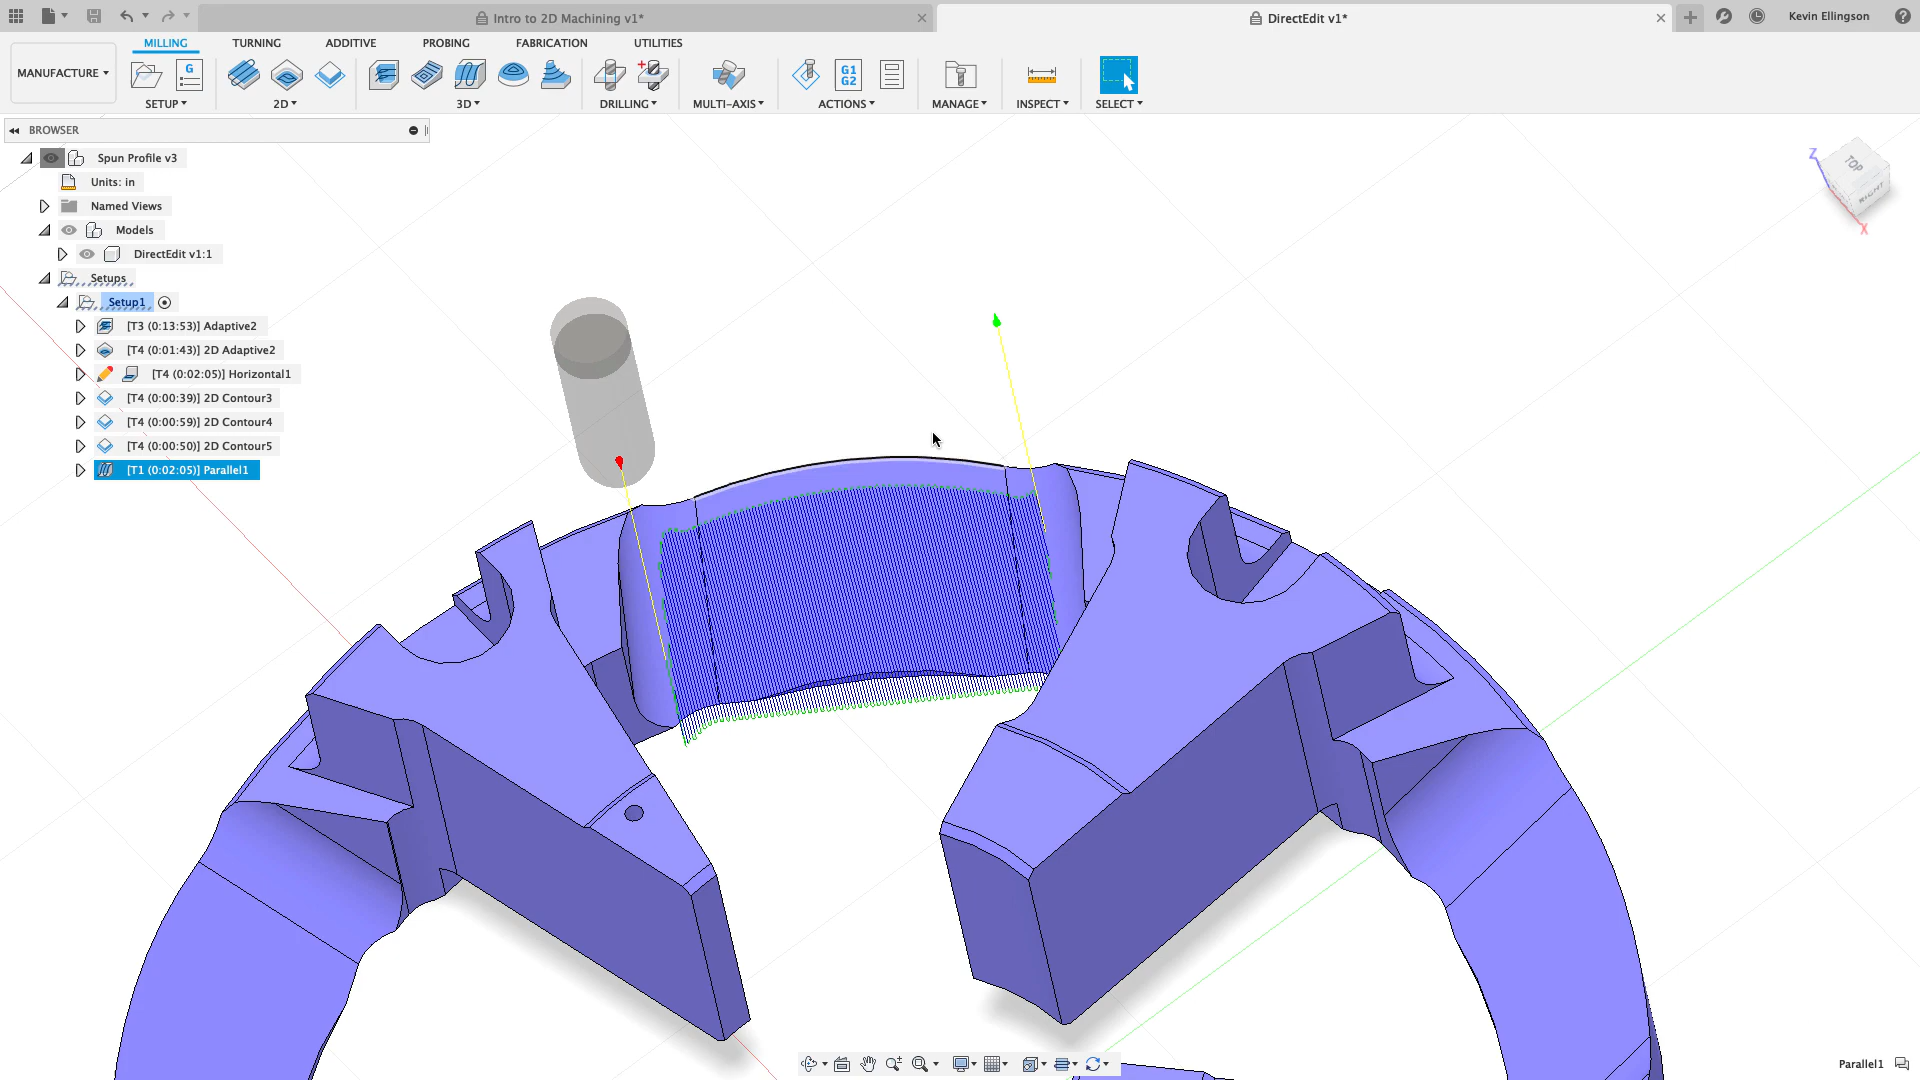 Intro to 2D Machining v1*
DirectEdit v1*
Kevin Ellingson
MILLING
TURNING
ADDITIVE
PROBING
FABRICATION
UTILITIES
MANUFACTURE
G
G1
G2
SETUP
2D
3D
DRILLING
MULTI-AXIS
ACTIONS
MANAGE
INSPECT
SELECT
BROWSER
Spun Profile v3
Units: in
Named Views
Models
DirectEdit v1:1
Setups
Setup1
[T3 (0:13:53)] Adaptive2
[T4 (0:01:43)] 2D Adaptive2
[T4 (0:02:05)] Horizontal1
[T4 (0:00:39)] 2D Contour3
[T4 (0:00:59)] 2D Contour4
[T4 (0:00:50)] 2D Contour5
[T1 (0:02:05)] Parallel1
Z
TOP
RIGHT
X
Parallel1